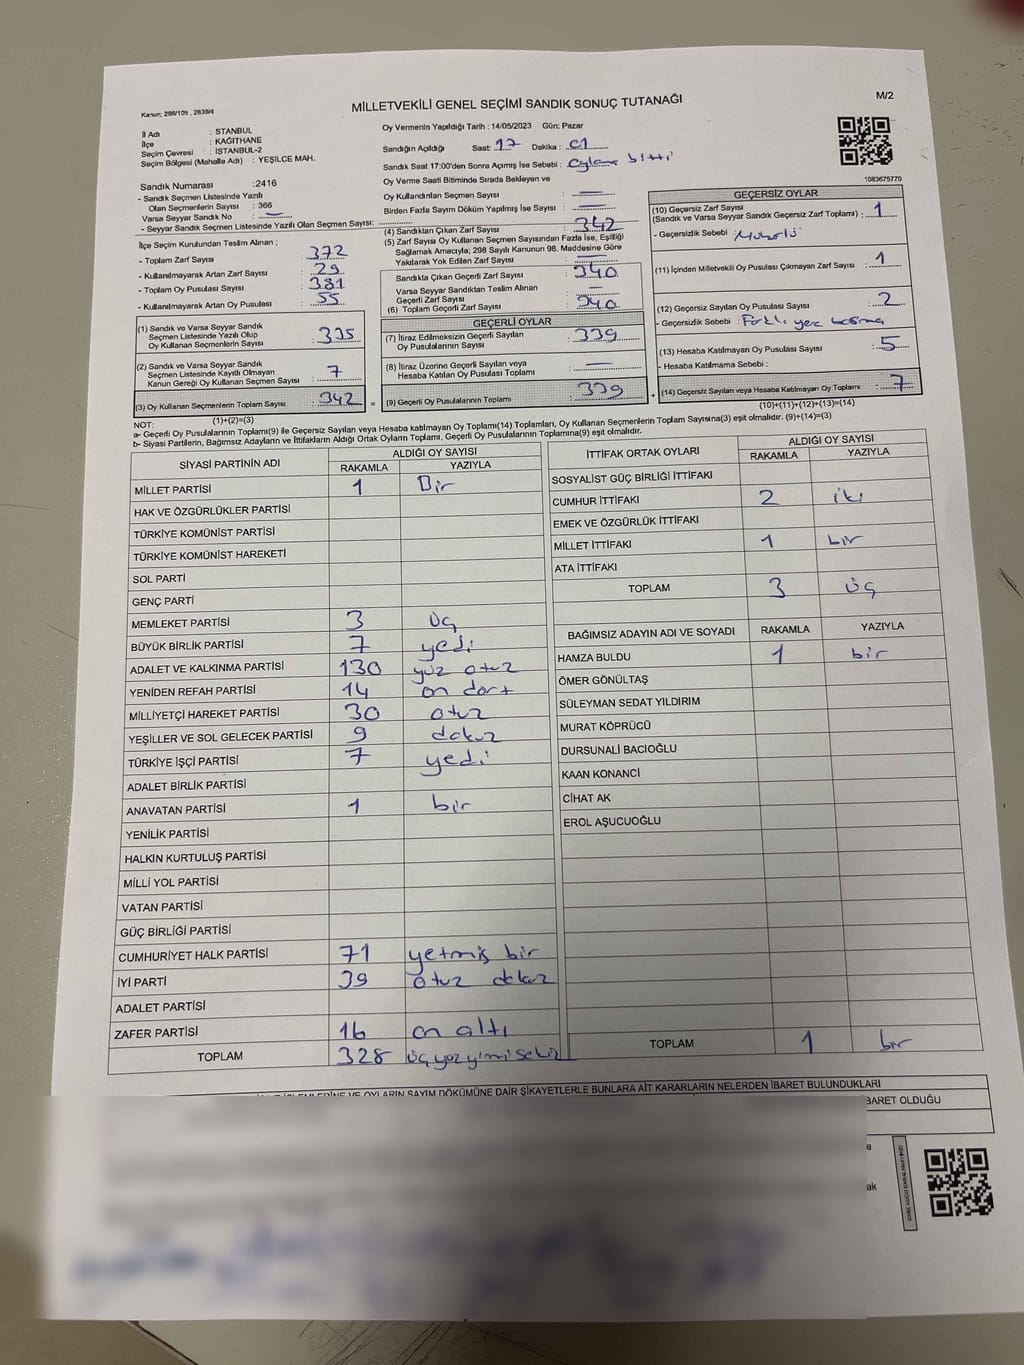 Kanun; 298/105 , 2839/4
MİLLETVEKİLİ GENEL SEÇİMİ SANDIK SONUÇ TUTANAĞI
M/2
İl Adı : İSTANBUL
İlçe : KAĞITHANE
Seçim Çevresi : İSTANBUL-2
Seçim Bölgesi (Mahalle Adı) : YEŞİLCE MAH.
Oy Vermenin Yapıldığı Tarih : 14/05/2023 Gün: Pazar
Sandığın Açıldığı Saat: 17 Dakika : 01
Sandık Saat 17:00'den Sonra Açımış İse Sebebi : bitti
Oy Verme Saati Bitiminde Sırada Bekleyen ve
Oy Kullandırılan Seçmen Sayısı : —
Birden Fazla Sayım Dökümü Yapılmış İse Sayısı : —
1083675770
Sandık Numarası :2416
- Sandık Seçmen Listesinde Yazılı
Olan Seçmenlerin Sayısı : 366
Varsa Seyyar Sandık No : —
- Seyyar Sandık Seçmen Listesinde Yazılı Olan Seçmen Sayısı:
İlçe Seçim Kurulundan Teslim Alınan ;
- Toplam Zarf Sayısı : 372
- Kullanılmayarak Artan Zarf Sayısı : 29
- Toplam Oy Pusulası Sayısı : 381
- Kullanılmayarak Artan Oy Pusulası : 55
(1) Sandık ve Varsa Seyyar Sandık
Seçmen Listesinde Yazılı Olup
Oy Kullanan Seçmenlerin Sayısı : 335
(2) Sandık ve Varsa Seyyar Sandık
Seçmen Listesinde Kayıtlı Olmayan
Kanun Gereği Oy Kullanan Seçmen Sayısı : 7
(3) Oy Kullanan Seçmenlerin Toplam Sayısı : 342
(1)+(2)=(3)
(4) Sandıktan Çıkan Zarf Sayısı : 342
(5) Zarf Sayısı Oy Kullanan Seçmen Sayısından Fazla İse, Eşitliği
Sağlamak Amacıyla; 298 Sayılı Kanunun 98. Maddesine Göre
Yakılarak Yok Edilen Zarf Sayısı : —
Sandıkta Çıkan Geçerli Zarf Sayısı : 340
Varsa Seyyar Sandıktan Teslim Alınan
Geçerli Zarf Sayısı : —
(6) Toplam Geçerli Zarf Sayısı : 340
GEÇERLİ OYLAR
(7) İtiraz Edilmeksizin Geçerli Sayılan
Oy Pusulalarının Sayısı : 339
(8) İtiraz Üzerine Geçerli Sayılan veya
Hesaba Katılan Oy Pusulası Toplamı : —
= (9) Geçerli Oy Pusulalarının Toplamı : 339
GEÇERSİZ OYLAR
(10) Geçersiz Zarf Sayısı
(Sandık ve Varsa Seyyar Sandık Geçersiz Zarf Toplamı) : 1
- Geçersizlik Sebebi :
(11) İçinden Milletvekili Oy Pusulası Çıkmayan Zarf Sayısı : 1
(12) Geçersiz Sayılan Oy Pusulası Sayısı : 2
- Geçersizlik Sebebi : Farklı yere basma
(13) Hesaba Katılmayan Oy Pusulası Sayısı : 5
- Hesaba Katılmama Sebebi :
+ (14) Geçersiz Sayılan veya Hesaba Katılmayan Oy Toplamı : 7
(10)+(11)+(12)+(13)=(14)
NOT:
a- Geçerli Oy Pusulalarının Toplamı(9) ile Geçersiz Sayılan veya Hesaba katılmayan Oy Toplamı(14) Toplamları, Oy Kullanan Seçmenlerin Toplam Sayısına(3) eşit olmalıdır. (9)+(14)=(3)
b- Siyasi Partilerin, Bağımsız Adayların ve İttifakların Aldığı Ortak Oyların Toplamı, Geçerli Oy Pusulalarının Toplamına(9) eşit olmalıdır.
SİYASİ PARTİNİN ADI ALDIĞI OY SAYISI
RAKAMLA YAZIYLA
MİLLET PARTİSİ 1 Bir
HAK VE ÖZGÜRLÜKLER PARTİSİ
TÜRKİYE KOMÜNİST PARTİSİ
TÜRKİYE KOMÜNİST HAREKETİ
SOL PARTİ
GENÇ PARTİ
MEMLEKET PARTİSİ 3 üç
BÜYÜK BİRLİK PARTİSİ 7 yedi
ADALET VE KALKINMA PARTİSİ 130 yüz otuz
YENİDEN REFAH PARTİSİ 14 on dört
MİLLİYETÇİ HAREKET PARTİSİ 30 otuz
YEŞİLLER VE SOL GELECEK PARTİSİ 9 dokuz
TÜRKİYE İŞÇİ PARTİSİ 7 yedi
ADALET BİRLİK PARTİSİ
ANAVATAN PARTİSİ 1 bir
YENİLİK PARTİSİ
HALKIN KURTULUŞ PARTİSİ
MİLLİ YOL PARTİSİ
VATAN PARTİSİ
GÜÇ BİRLİĞİ PARTİSİ
CUMHURİYET HALK PARTİSİ 71 yetmiş bir
İYİ PARTİ 39 otuz dokuz
ADALET PARTİSİ
ZAFER PARTİSİ 16 on altı
TOPLAM 328 üçyüzyirmisekiz
İTTİFAK ORTAK OYLARI ALDIĞI OY SAYISI
RAKAMLA YAZIYLA
SOSYALİST GÜÇ BİRLİĞİ İTTİFAKI
CUMHUR İTTİFAKI 2 iki
EMEK VE ÖZGÜRLÜK İTTİFAKI
MİLLET İTTİFAKI 1 bir
ATA İTTİFAKI
TOPLAM 3 üç
BAĞIMSIZ ADAYIN ADI VE SOYADI RAKAMLA YAZIYLA
HAMZA BULDU 1 bir
ÖMER GÖNÜLTAŞ
SÜLEYMAN SEDAT YILDIRIM
MURAT KÖPRÜCÜ
DURSUNALİ BACIOĞLU
KAAN KONANCİ
CİHAT AK
EROL AŞUCUOĞLU
TOPLAM 1 bir
VE OYLARIN SAYIM DÖKÜMÜNE DAİR ŞİKAYETLERLE BUNLARA AİT KARARLARIN NELERDEN İBARET BULUNDUKLARI
BARET OLDUĞU